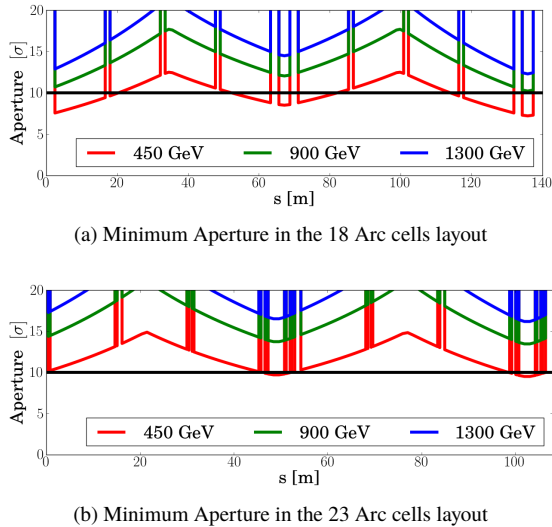 20
15
10
5
0
Aperture [σ]
450 GeV 900 GeV 1300 GeV
0 20 40 60 80 100 120 140
s [m]
(a) Minimum Aperture in the 18 Arc cells layout
20
15
10
5
0
Aperture [σ]
450 GeV 900 GeV 1300 GeV
0 20 40 60 80 100
s [m]
(b) Minimum Aperture in the 23 Arc cells layout